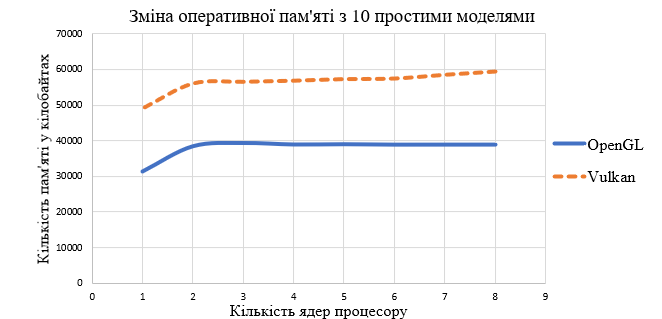 Зміна оперативної пам'яті з 10 простими моделями
Кількість пам'яті у кілобайтах
70000
60000
50000
40000
30000
20000
10000
0
0 1 2 3 4 5 6 7 8 9
Кількість ядер процесору
OpenGL
Vulkan